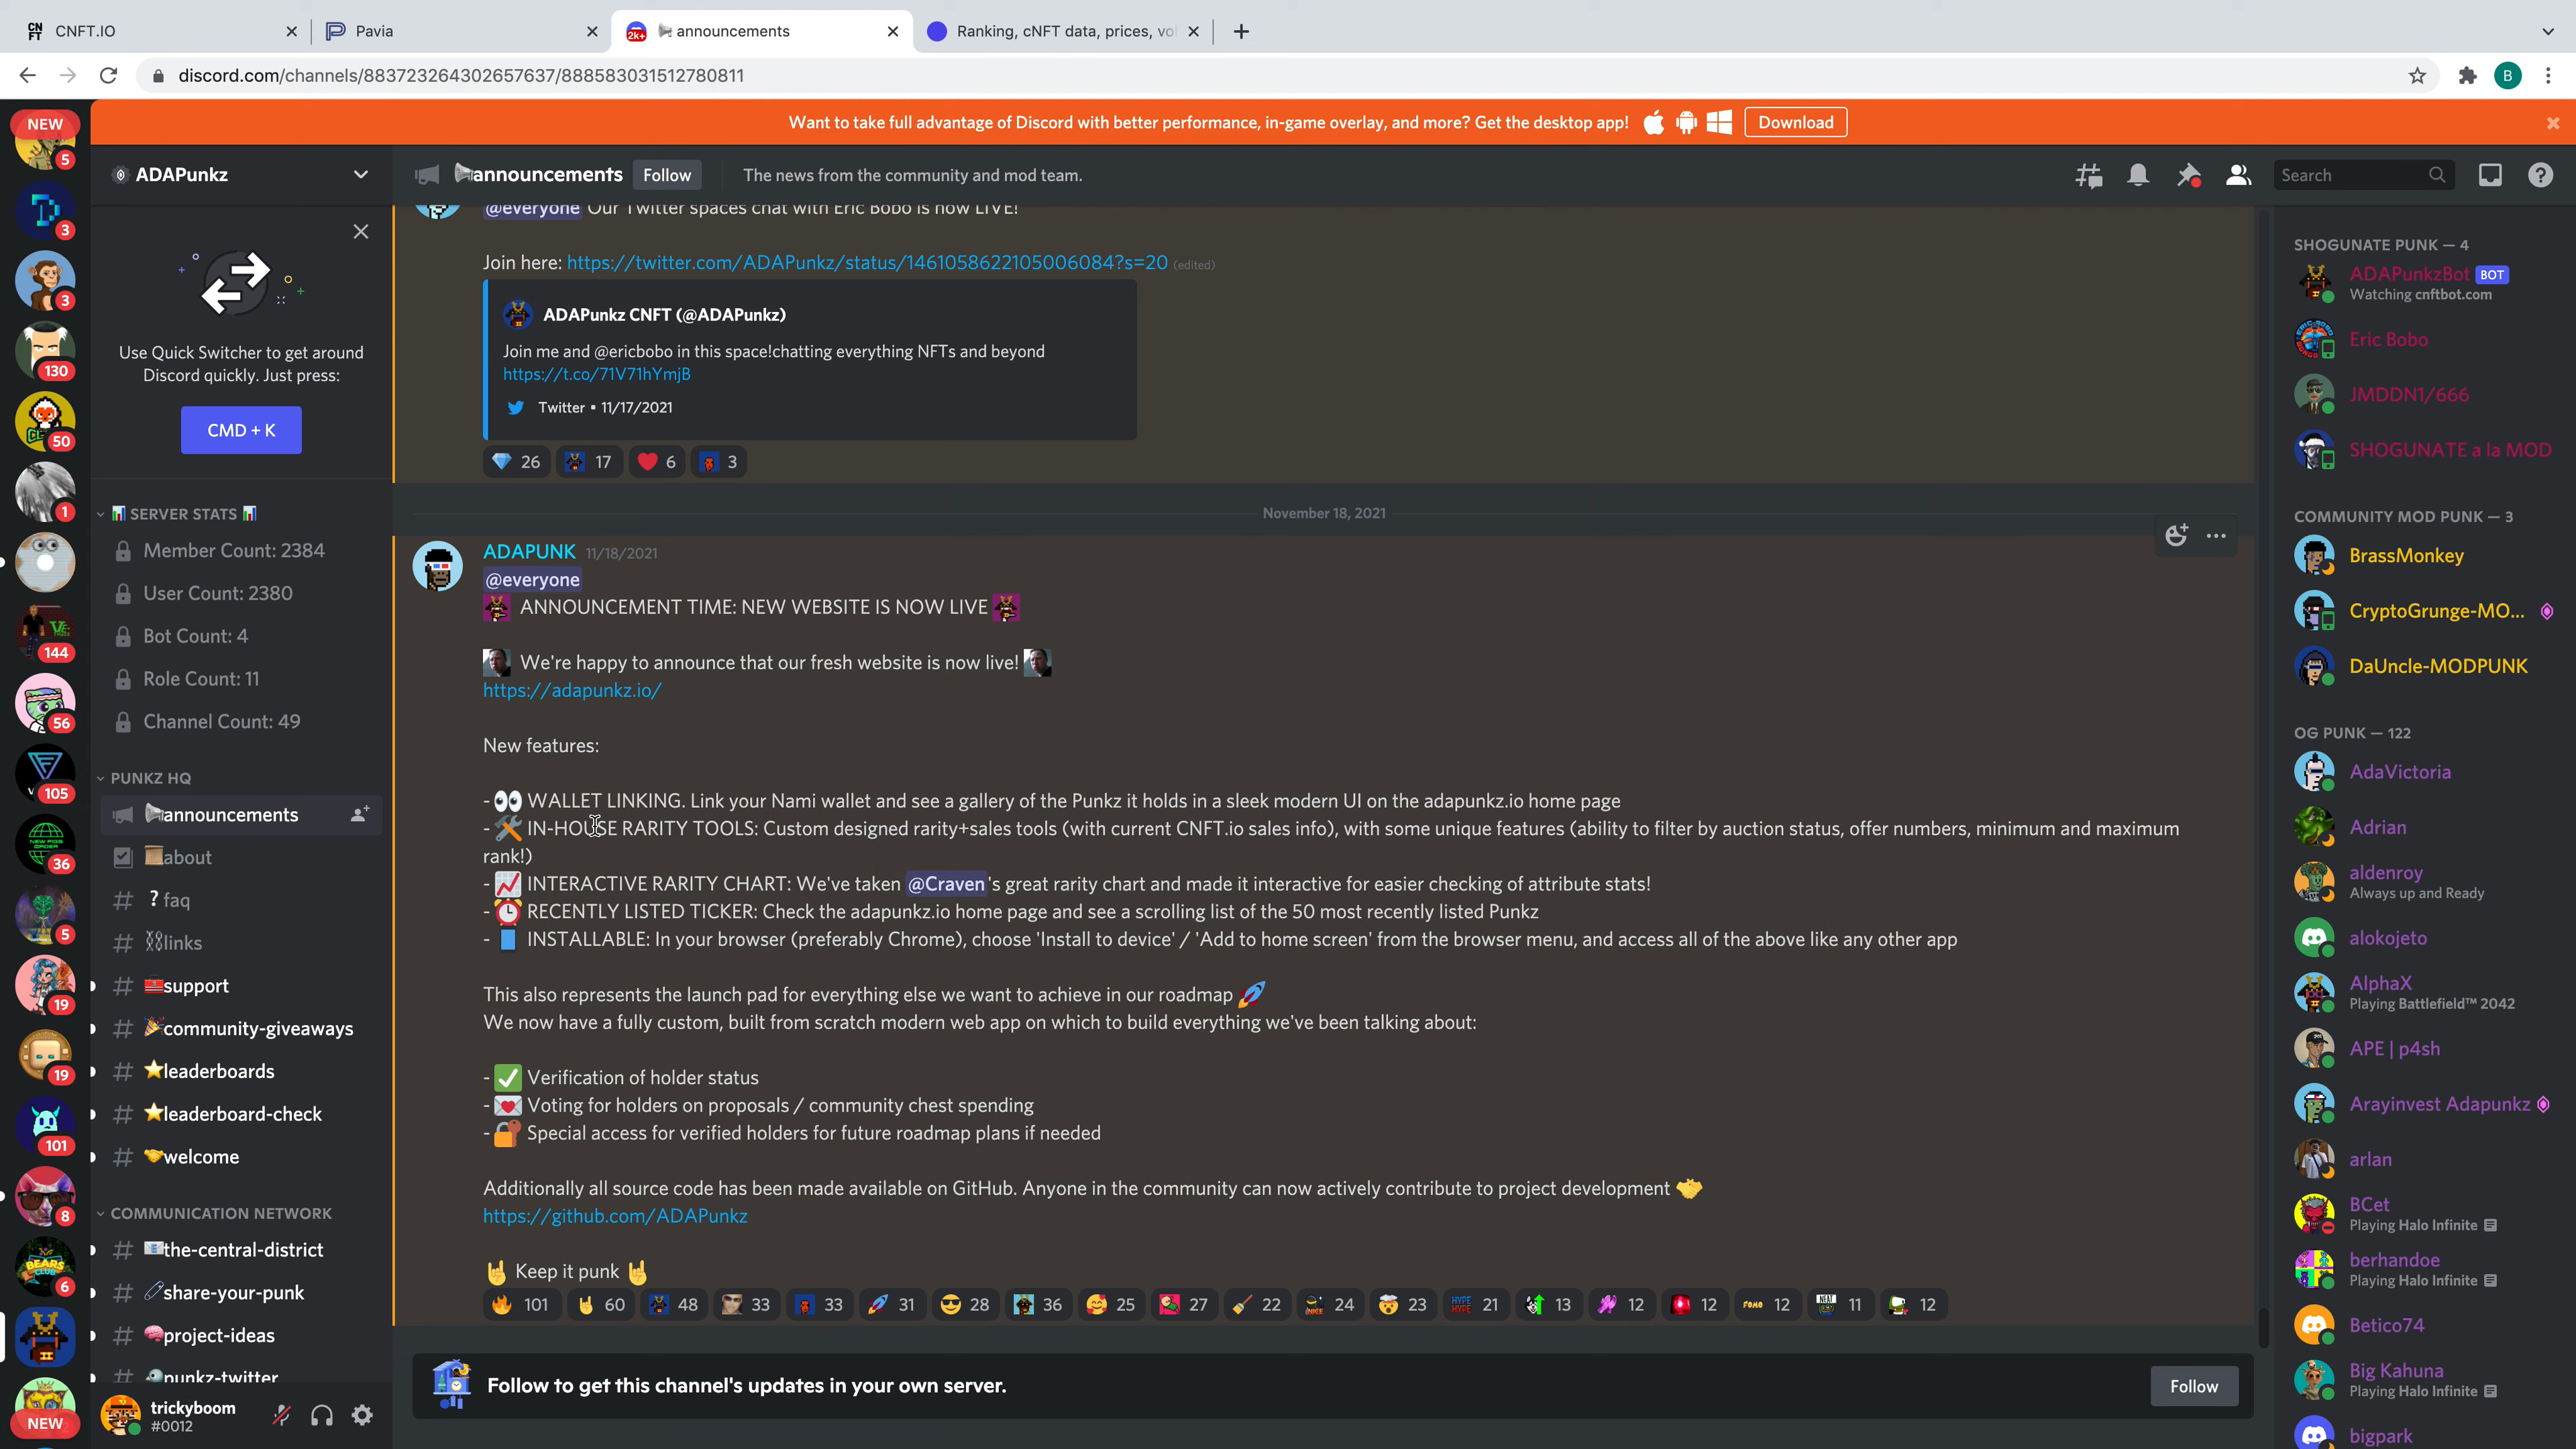 CNFT.IO
Pavia
announcements
Ranking, cNFT data, prices, vo
discord.com/channels/883723264302657637/888583031512780811
B
Want to take full advantage of Discord with better performance, in-game overlay, and more? Get the desktop app!
Download
NEW
5
3
3
130
50
1
144
56
105
36
5
19
19
101
8
6
NEW
ADAPunkz
Use Quick Switcher to get around
Discord quickly. Just press:
CMD + K
SERVER STATS
Member Count: 2384
User Count: 2380
Bot Count: 4
Role Count: 11
Channel Count: 49
PUNKZ HQ
announcements
about
# ? faq
# links
# support
# community-giveaways
# leaderboards
# leaderboard-check
# welcome
COMMUNICATION NETWORK
# the-central-district
# share-your-punk
# project-ideas
# punkz-twitter
trickyboom
#0012
announcements
Follow
The news from the community and mod team.
Search
@everyone Our Twitter spaces chat with Eric Bobo is now LIVE!
Join here: https://twitter.com/ADAPunkz/status/1461058622105006084?s=20 (edited)
ADAPunkz CNFT (@ADAPunkz)
Join me and @ericbobo in this space!chatting everything NFTs and beyond
https://t.co/71V71hYmjB
Twitter • 11/17/2021
26 17 6 3
November 18, 2021
ADAPUNK 11/18/2021
@everyone
ANNOUNCEMENT TIME: NEW WEBSITE IS NOW LIVE
We're happy to announce that our fresh website is now live!
https://adapunkz.io/
New features:
- WALLET LINKING. Link your Nami wallet and see a gallery of the Punkz it holds in a sleek modern UI on the adapunkz.io home page
- IN-HOUSE RARITY TOOLS: Custom designed rarity+sales tools (with current CNFT.io sales info), with some unique features (ability to filter by auction status, offer numbers, minimum and maximum
rank!)
- INTERACTIVE RARITY CHART: We've taken @Craven's great rarity chart and made it interactive for easier checking of attribute stats!
- RECENTLY LISTED TICKER: Check the adapunkz.io home page and see a scrolling list of the 50 most recently listed Punkz
- INSTALLABLE: In your browser (preferably Chrome), choose 'Install to device' / 'Add to home screen' from the browser menu, and access all of the above like any other app
This also represents the launch pad for everything else we want to achieve in our roadmap
We now have a fully custom, built from scratch modern web app on which to build everything we've been talking about:
- Verification of holder status
- Voting for holders on proposals / community chest spending
- Special access for verified holders for future roadmap plans if needed
Additionally all source code has been made available on GitHub. Anyone in the community can now actively contribute to project development
https://github.com/ADAPunkz
Keep it punk
101 60 48 33 33 31 28 36 25 27 22 24 23 21 13 12 12 12 11 12
Follow to get this channel's updates in your own server.
Follow
SHOGUNATE PUNK — 4
ADAPunkzBot BOT
Watching cnftbot.com
Eric Bobo
JMDDN1/666
SHOGUNATE a la MOD
COMMUNITY MOD PUNK — 3
BrassMonkey
CryptoGrunge-MO...
DaUncle-MODPUNK
OG PUNK — 122
AdaVictoria
Adrian
aldenroy
Always up and Ready
alokojeto
AlphaX
Playing Battlefield™ 2042
APE | p4sh
Arayinvest Adapunkz
arlan
BCet
Playing Halo Infinite
berhandoe
Playing Halo Infinite
Betico74
Big Kahuna
Playing Halo Infinite
bigpark